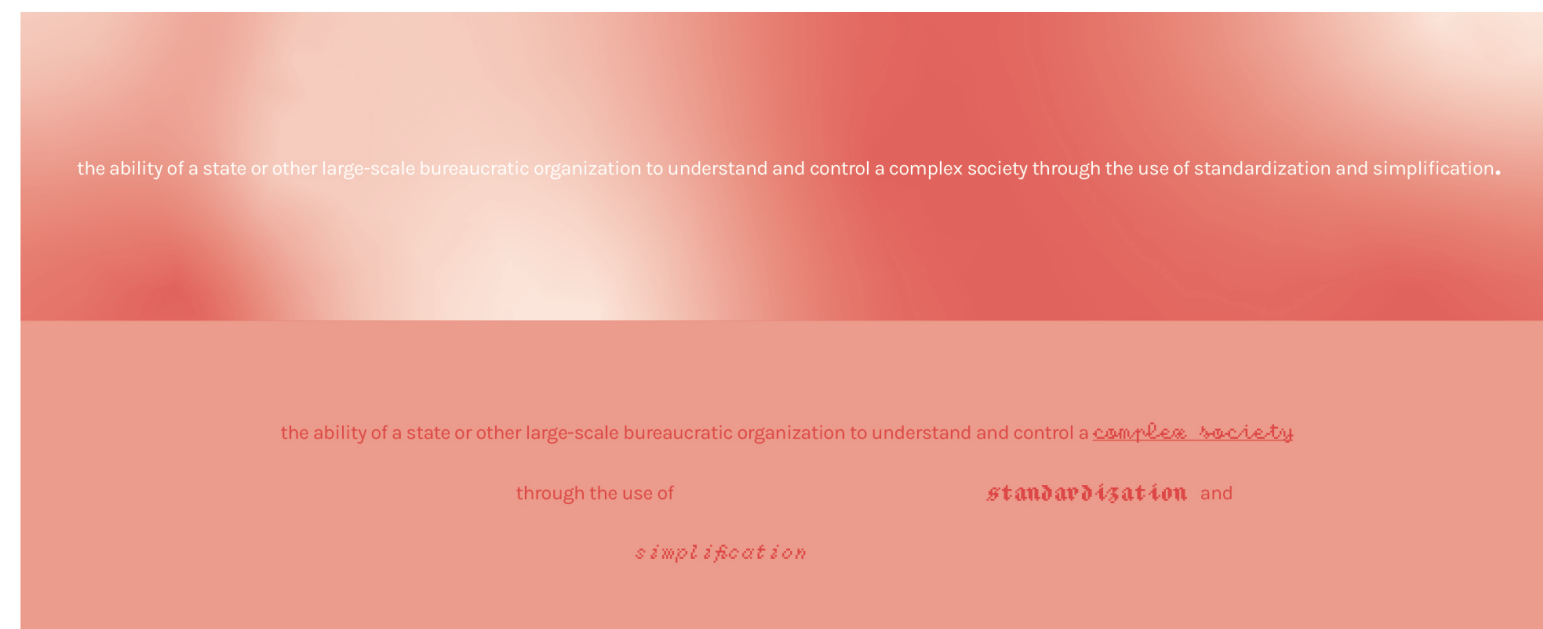 the ability of a state or other large-scale bureaucratic organization to understand and control a complex society through the use of standardization and simplification.
the ability of a state or other large-scale bureaucratic organization to understand and control a complex society
through the use of standardization and
simplification